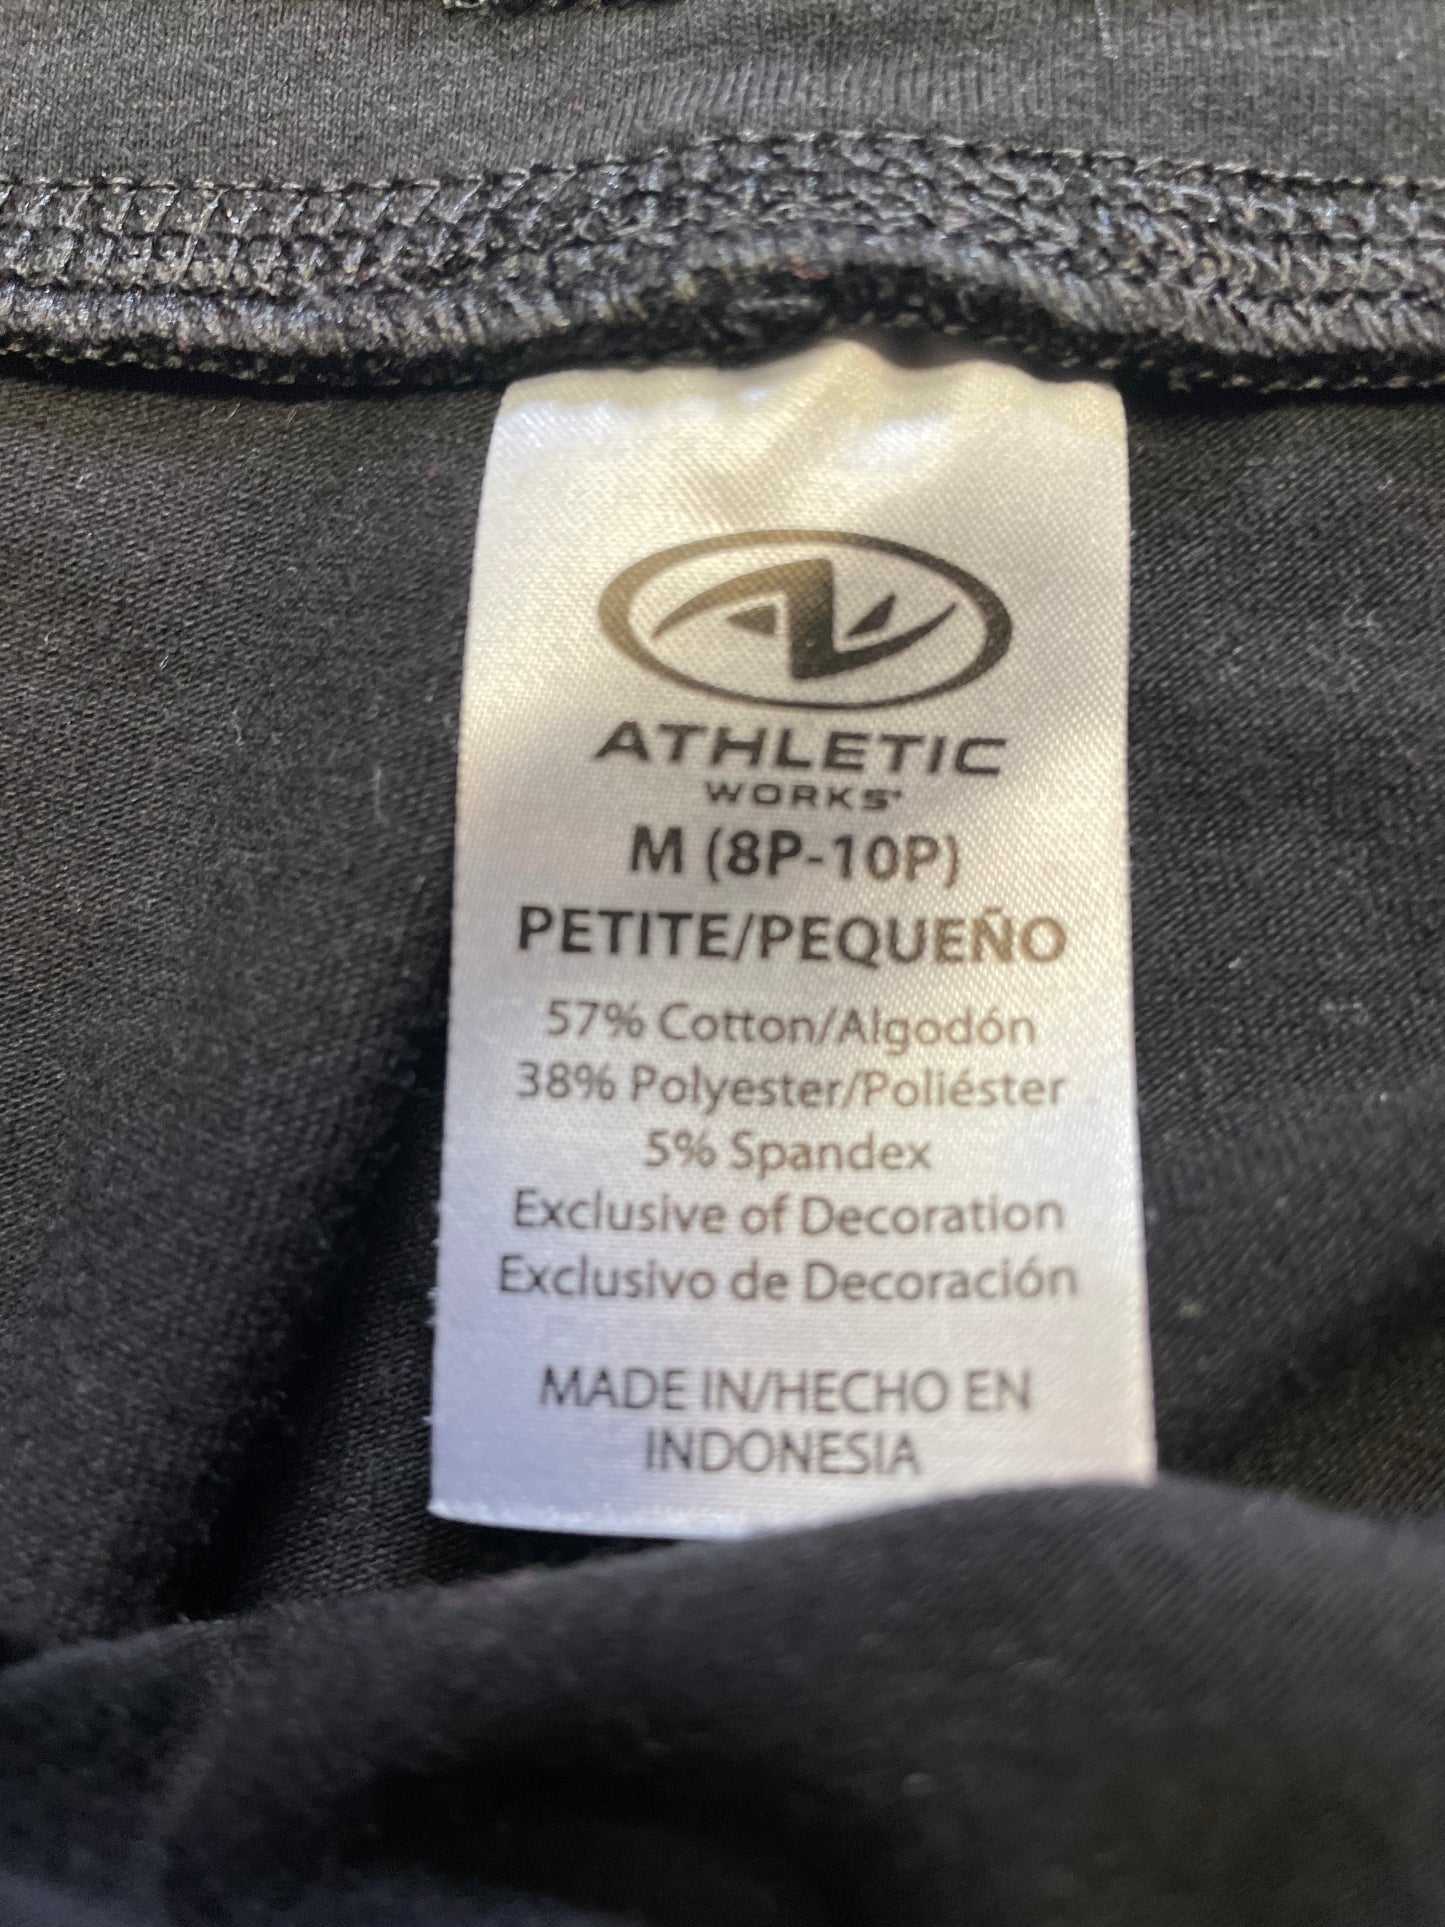 ATHLETIC
WORKS
M (8P-10P)
PETITE/PEQUEÑO
57% Cotton/Algodón
38% Polyester/Poliéster
5% Spandex
Exclusive of Decoration
Exclusivo de Decoración
MADE IN/HECHO EN
INDONESIA